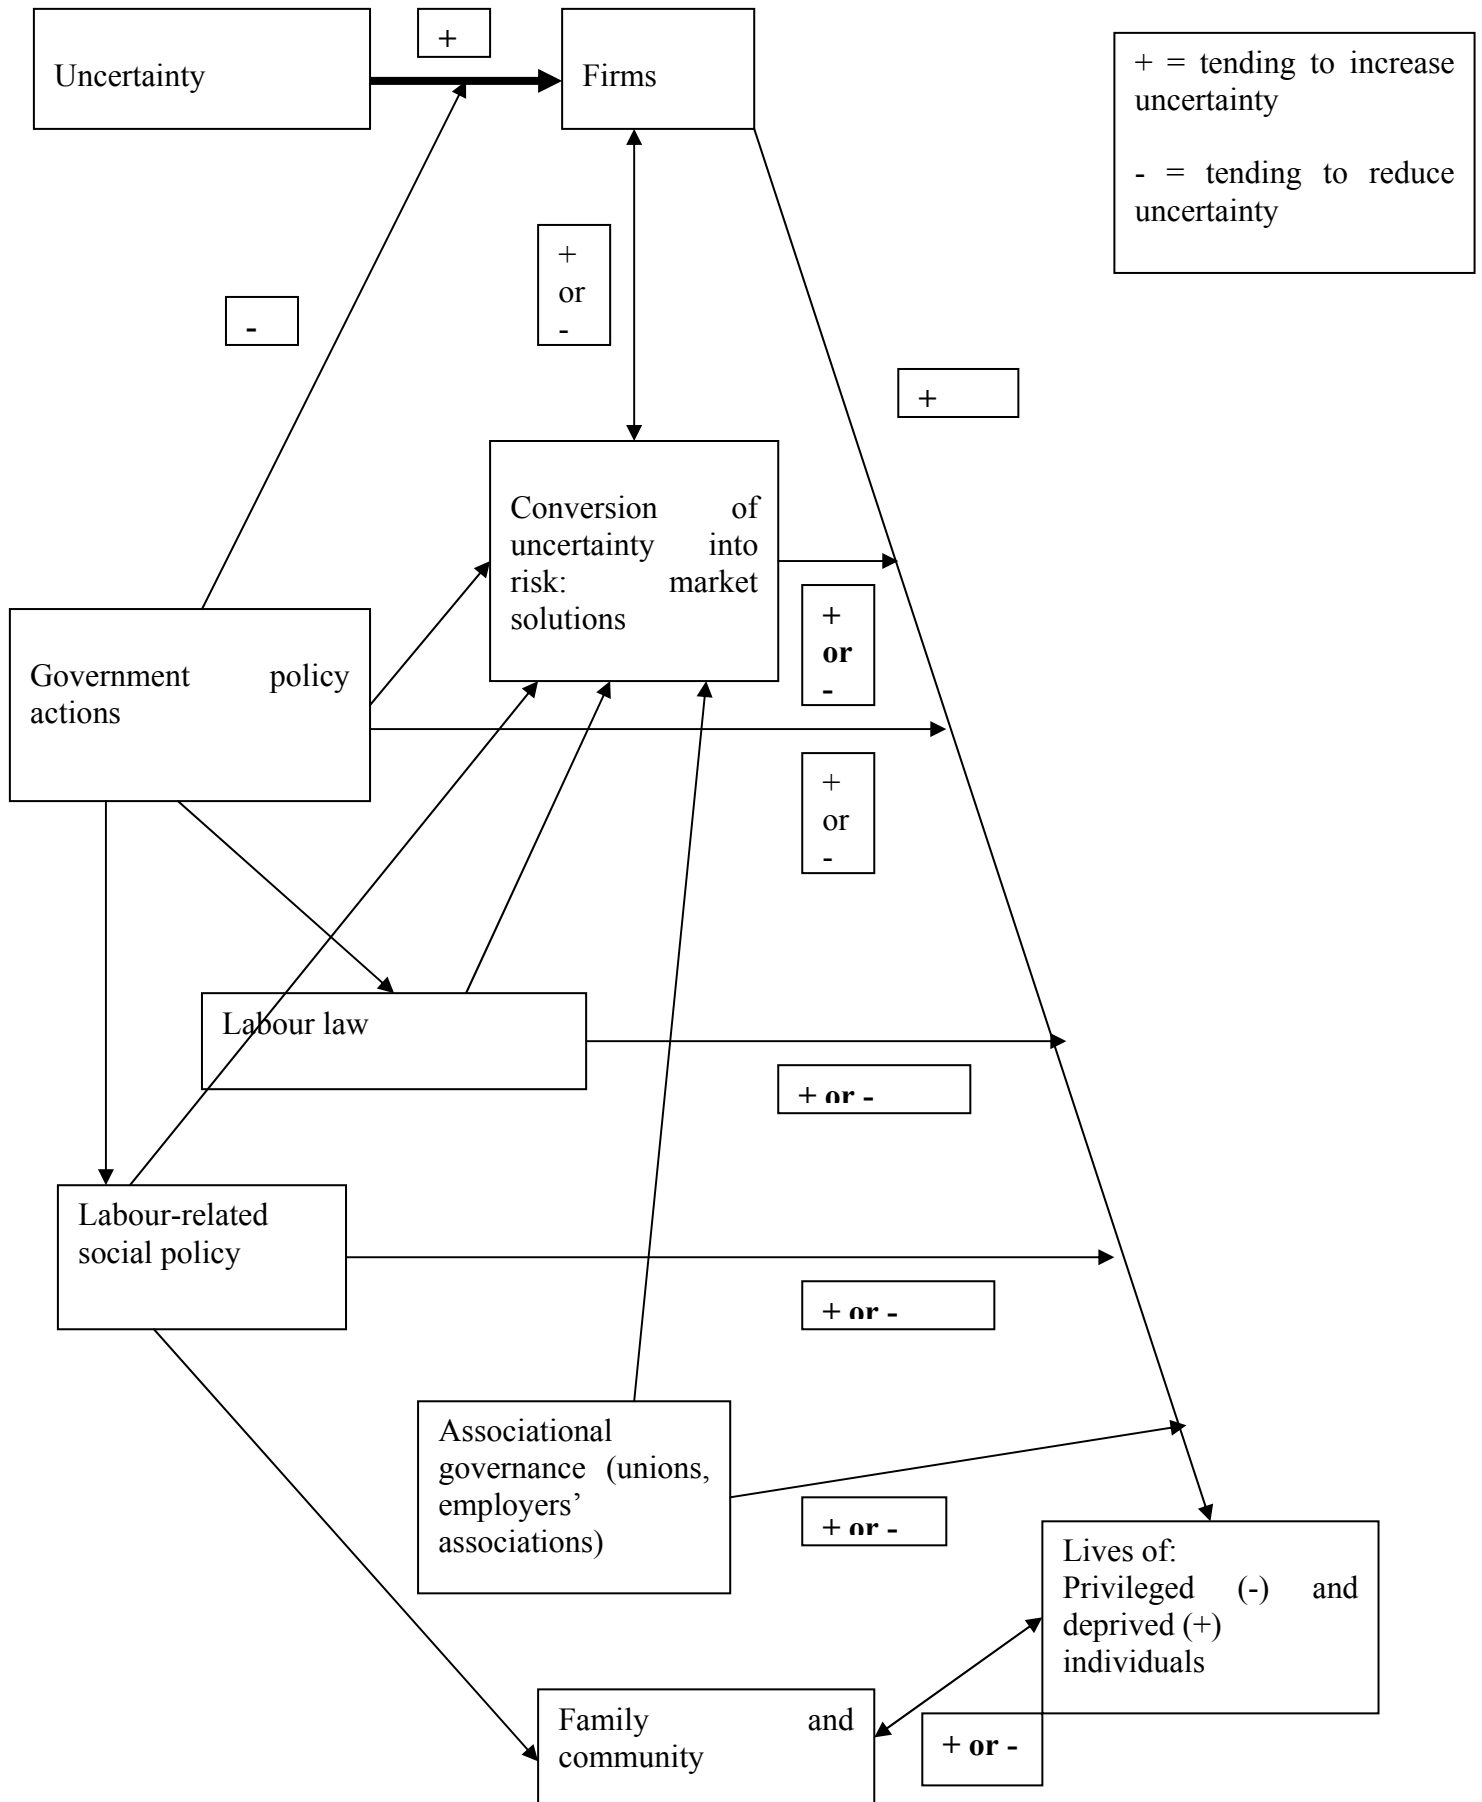 +
Uncertainty
Firms
+ = tending to increase
uncertainty
- = tending to reduce
uncertainty
+
or
-
-
+
Conversion of
uncertainty into
risk: market
solutions
+
or
-
Government policy
actions
+
or
-
Labour law
+ or -
Labour-related
social policy
+ or -
Associational
governance (unions,
employers’
associations)
+ or -
Lives of:
Privileged (-) and
deprived (+)
individuals
Family and
community
+ or -